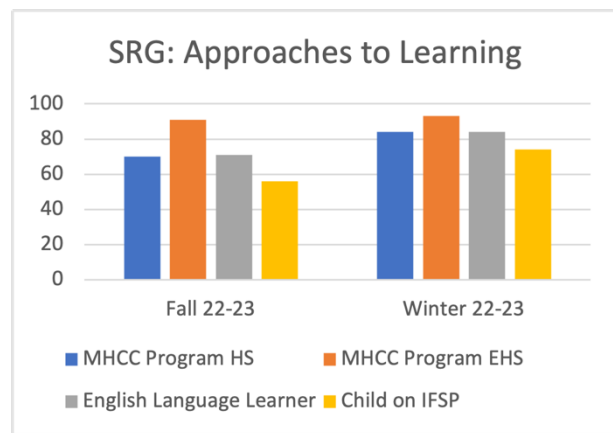 SRG: Approaches to Learning
100
80
60
40
20
0
Fall 22-23 Winter 22-23
MHCC Program HS MHCC Program EHS
English Language Learner Child on IFSP